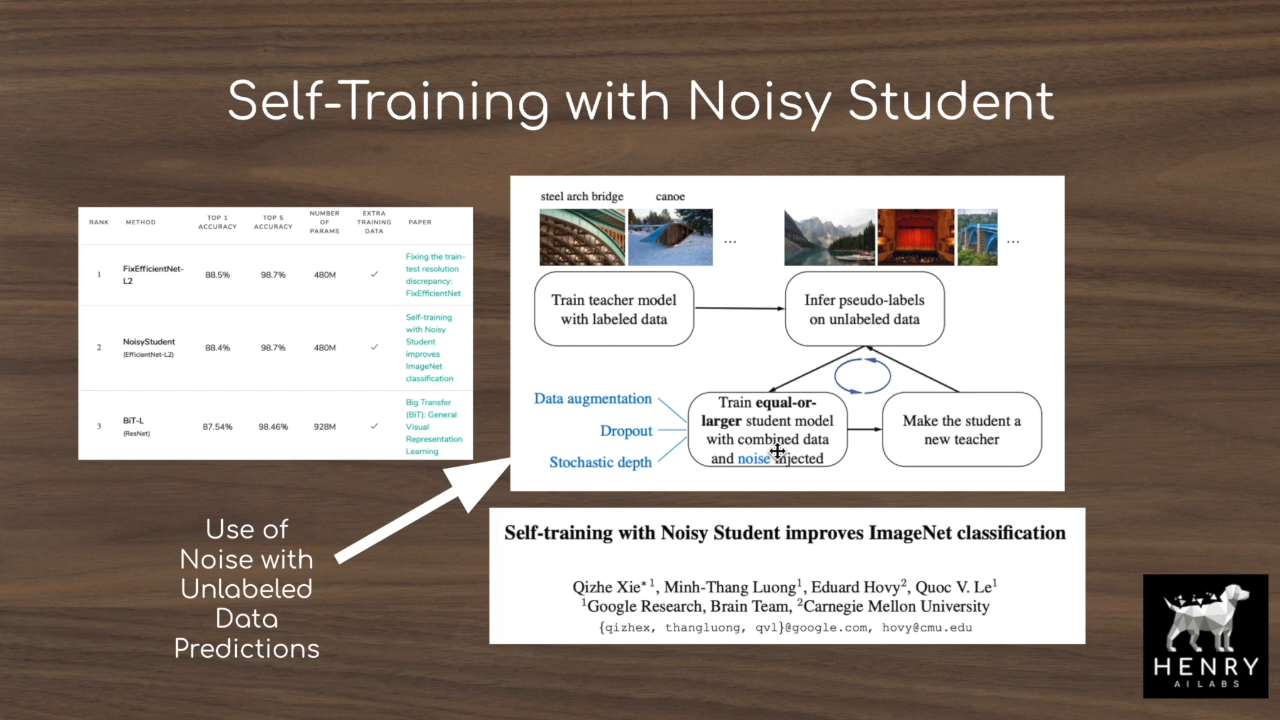 Self-Training with Noisy Student
RANK METHOD TOP 1 ACCURACY TOP 5 ACCURACY NUMBER OF PARAMS EXTRA TRAINING DATA PAPER
1 FixEfficientNet-L2 88.5% 98.7% 480M ✓ Fixing the train-test resolution discrepancy: FixEfficientNet
2 NoisyStudent (EfficientNet-L2) 88.4% 98.7% 480M ✓ Self-training with Noisy Student improves ImageNet classification
3 BiT-L (ResNet) 87.54% 98.46% 928M ✓ Big Transfer (BiT): General Visual Representation Learning
steel arch bridge canoe
... ...
Train teacher model
with labeled data
Infer pseudo-labels
on unlabeled data
Data augmentation
Dropout
Stochastic depth
Train equal-or-
larger student model
with combined data
and noise injected
Make the student a
new teacher
Use of
Noise with
Unlabeled
Data
Predictions
Self-training with Noisy Student improves ImageNet classification
Qizhe Xie*1, Minh-Thang Luong1, Eduard Hovy2, Quoc V. Le1
1Google Research, Brain Team, 2Carnegie Mellon University
{qizhex, thangluong, qvl}@google.com, hovy@cmu.edu
HENRY
AI LABS